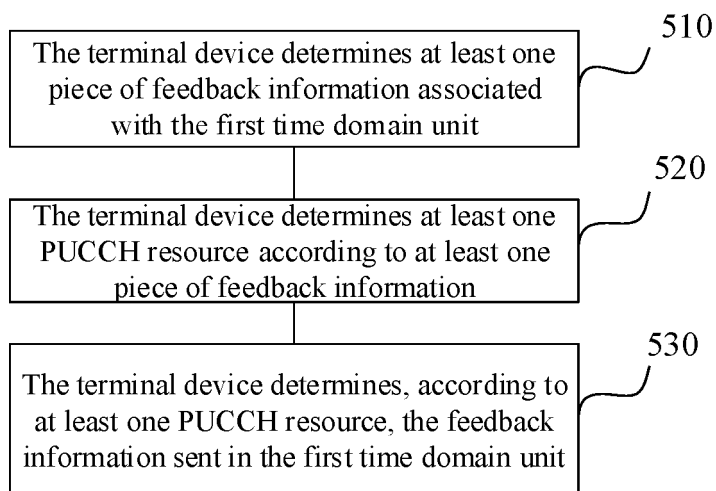 510
The terminal device determines at least one
piece of feedback information associated
with the first time domain unit
520
The terminal device determines at least one
PUCCH resource according to at least one
piece of feedback information
530
The terminal device determines, according to
at least one PUCCH resource, the feedback
information sent in the first time domain unit